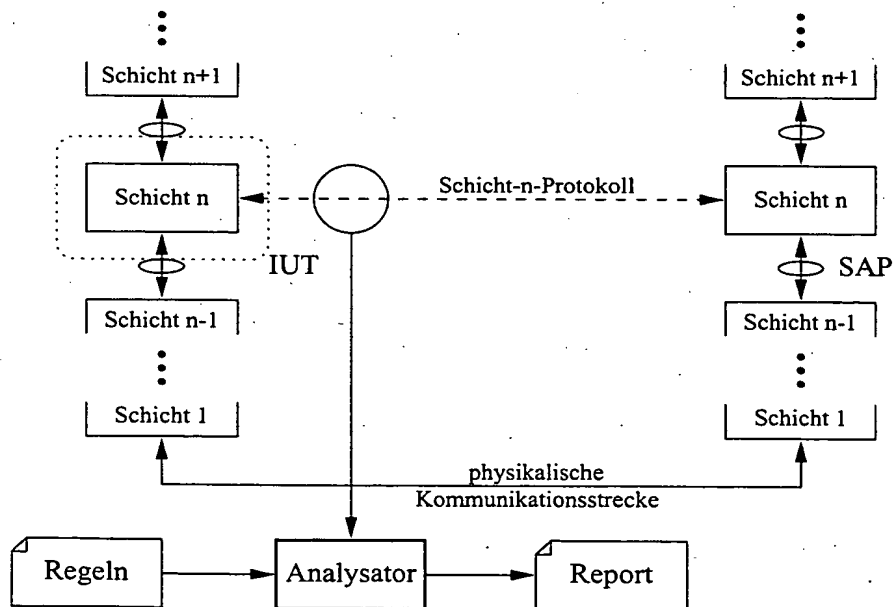 Schicht n+1
Schicht n+1
Schicht n
Schicht-n-Protokoll
Schicht n
IUT
SAP
Schicht n-1
Schicht n-1
Schicht 1
Schicht 1
physikalische
Kommunikationsstrecke
Regeln
Analysator
Report